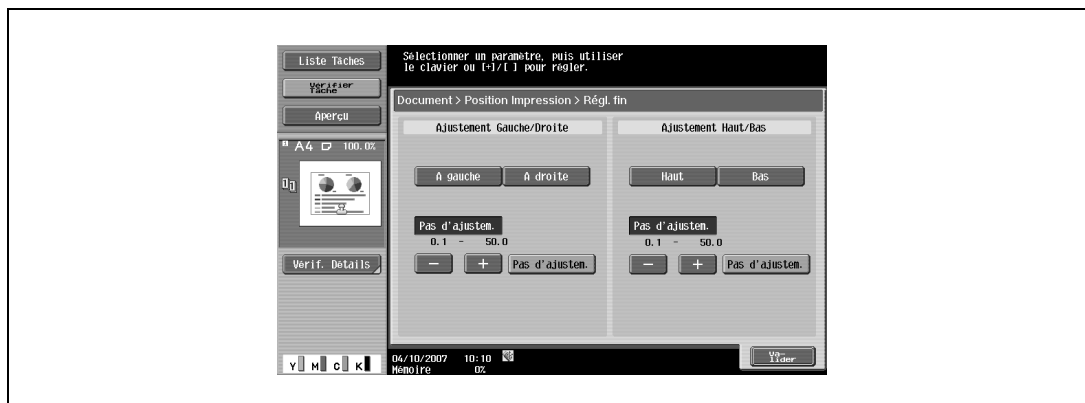 Liste Tâches
Sélectionner un paramètre, puis utiliser
le clavier ou [+]/[ ] pour régler.
Vérifier
Tâche
Document > Position Impression > Régl. fin
Aperçu
Ajustement Gauche/Droite
Ajustement Haut/Bas
A4 100.0%
A gauche
A droite
Haut
Bas
Pas d'ajustem.
0.1 - 50.0
Pas d'ajustem.
0.1 - 50.0
Vérif. Détails
− + Pas d'ajustem.
− + Pas d'ajustem.
04/10/2007 10:10
Mémoire 0%
Y M C K
Va-
lider